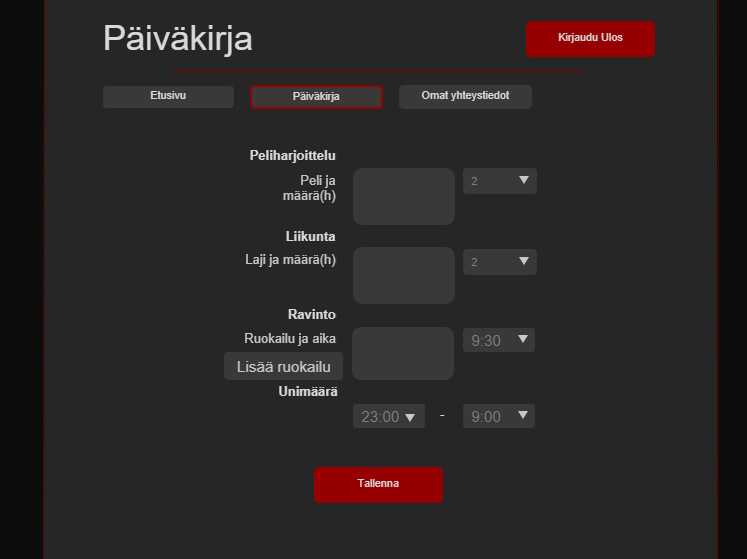 Päiväkirja
Kirjaudu Ulos
Etusivu
Päiväkirja
Omat yhteystiedot
Peliharjoittelu
Peli ja
määrä(h)
2
Liikunta
Laji ja määrä(h)
2
Ravinto
Ruokailu ja aika
9:30
Lisää ruokailu
Unimäärä
23:00 - 9:00
Tallenna